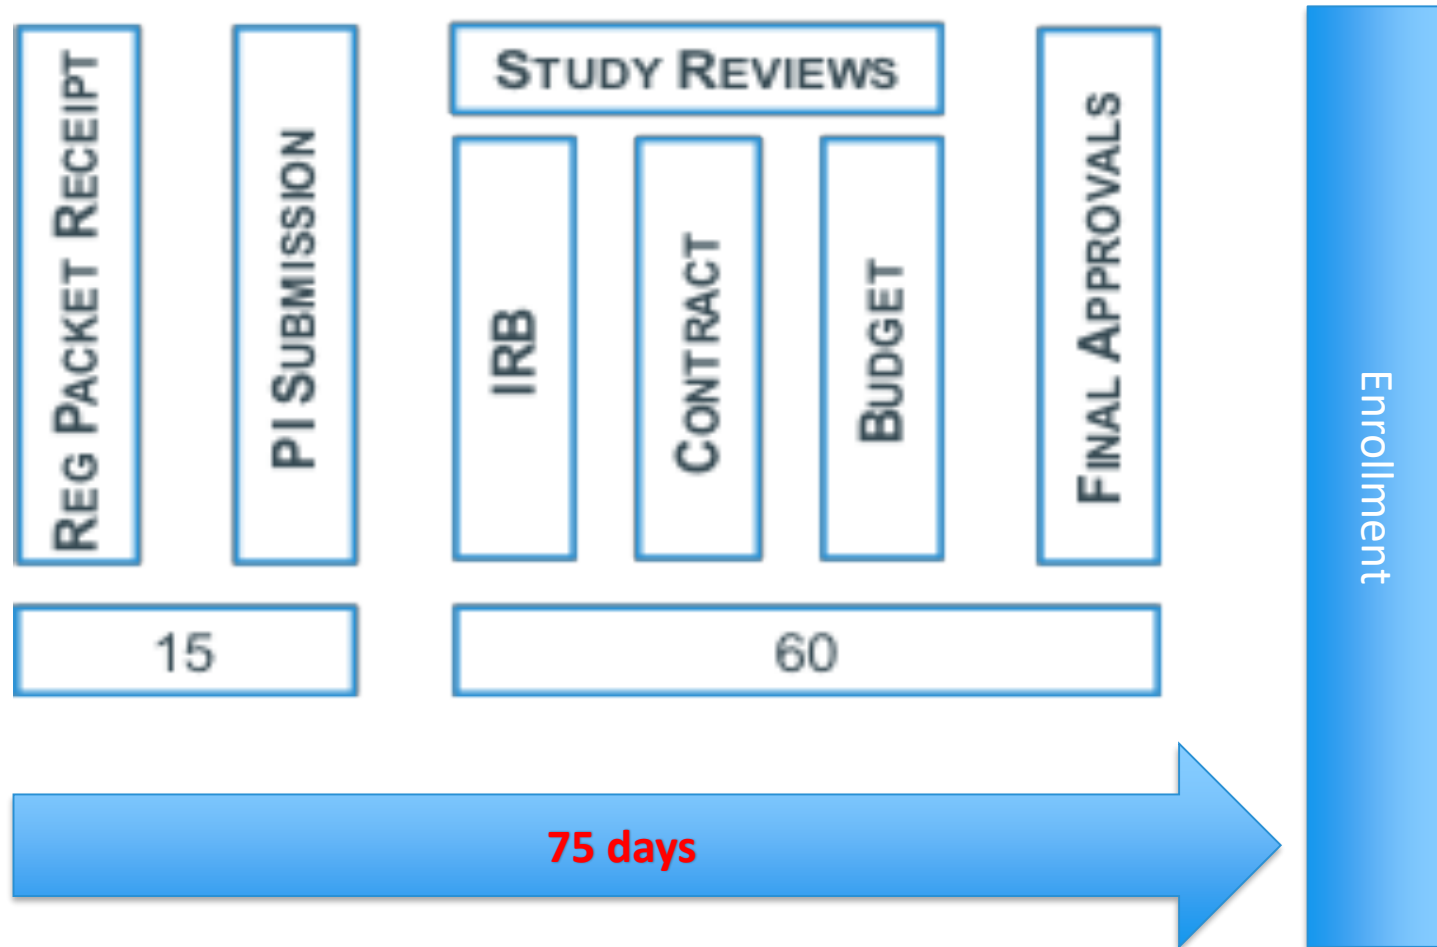 REG PACKET RECEIPT
PI SUBMISSION
STUDY REVIEWS
IRB
CONTRACT
BUDGET
FINAL APPROVALS
Enrollment
15
60
75 days